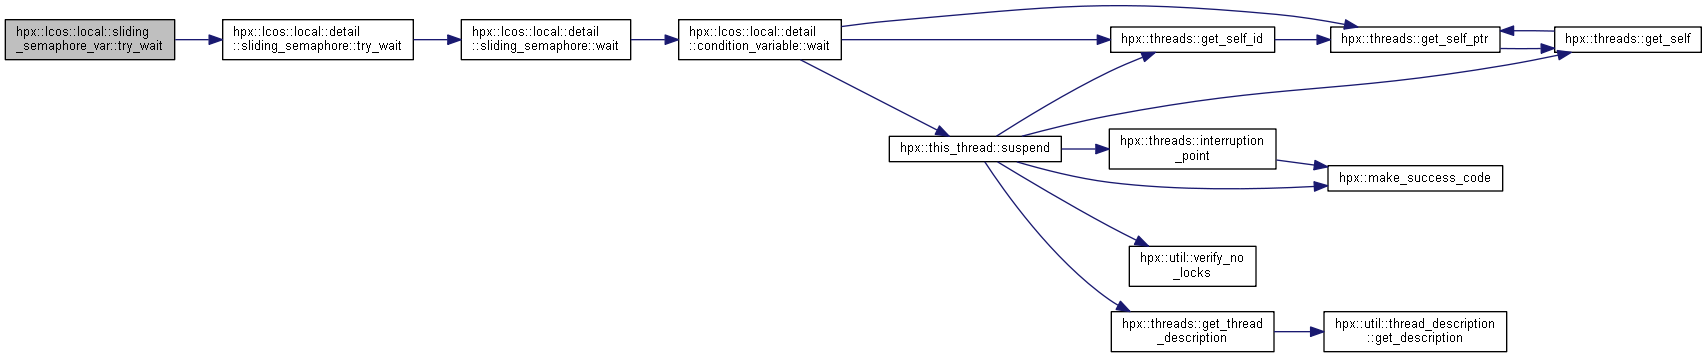 hpx::lcos::local::sliding
_semaphore_var::try_wait
hpx::lcos::local::detail
::sliding_semaphore::try_wait
hpx::lcos::local::detail
::sliding_semaphore::wait
hpx::lcos::local::detail
::condition_variable::wait
hpx::threads::get_self_id
hpx::threads::get_self_ptr
hpx::threads::get_self
hpx::this_thread::suspend
hpx::threads::interruption
_point
hpx::make_success_code
hpx::util::verify_no
_locks
hpx::threads::get_thread
_description
hpx::util::thread_description
::get_description